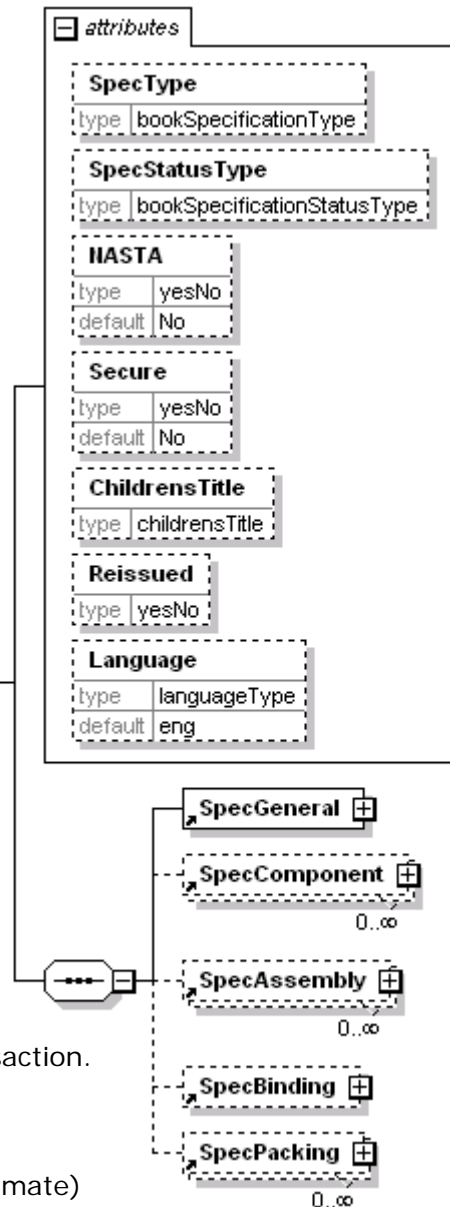 attributes
SpecType
type bookSpecificationType
SpecStatusType
type bookSpecificationStatusType
NASTA
type yesNo
default No
Secure
type yesNo
default No
ChildrensTitle
type childrensTitle
Reissued
type yesNo
Language
type languageType
default eng
SpecGeneral
SpecComponent
0..∞
SpecAssembly
0..∞
saction.
SpecBinding
SpecPacking
mate)
0..∞